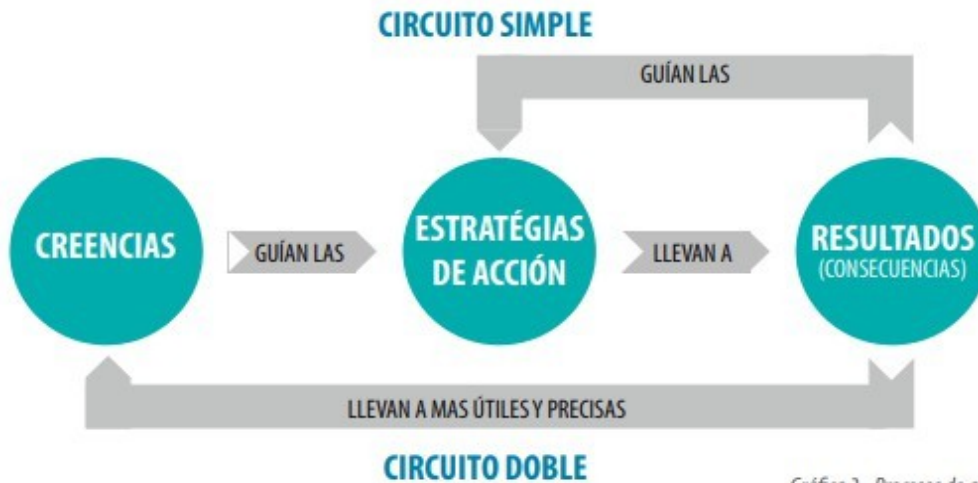 CIRCUITO SIMPLE
GUÍAN LAS
CREENCIAS
GUÍAN LAS
ESTRATÉGIAS
DE ACCIÓN
LLEVAN A
RESULTADOS
(CONSECUENCIAS)
LLEVAN A MAS ÚTILES Y PRECISAS
CIRCUITO DOBLE